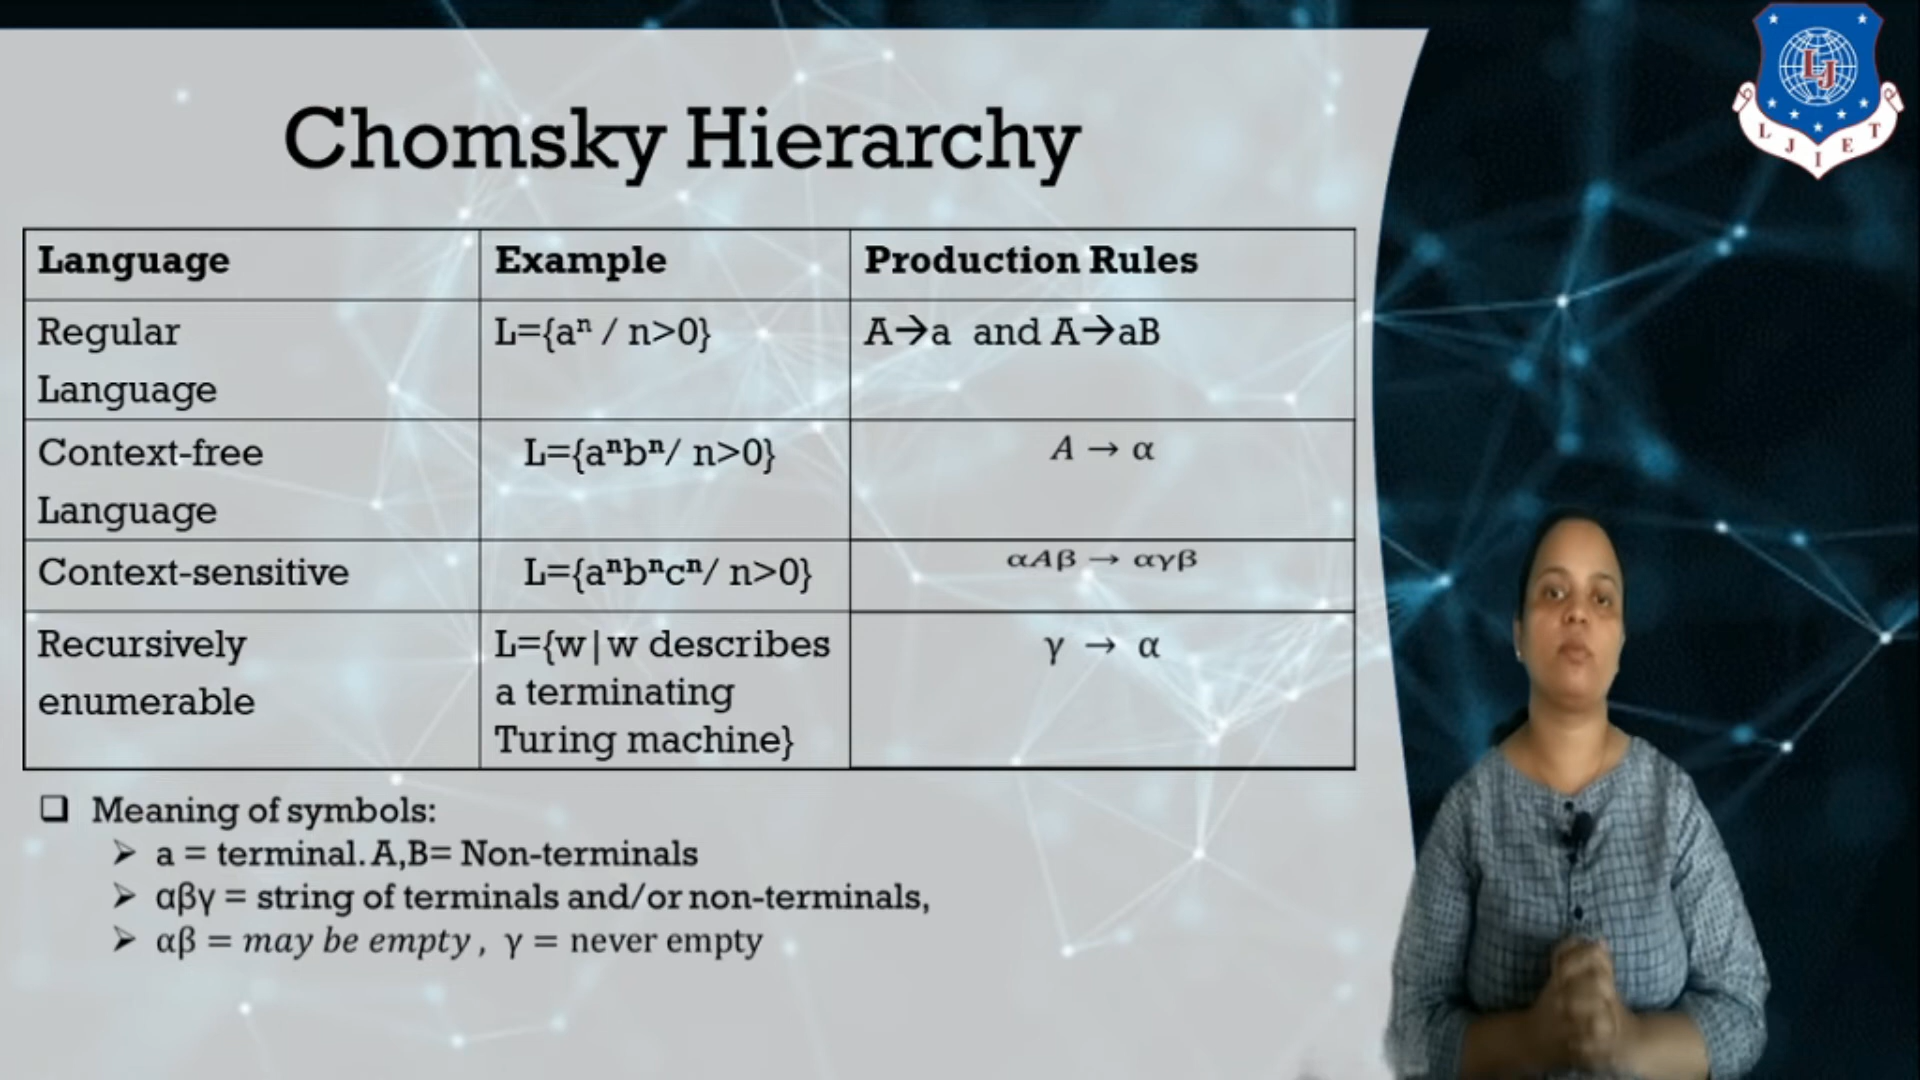 Chomsky Hierarchy
Language Example Production Rules
Regular Language L={aⁿ / n>0} A→a and A→aB
Context-free Language L={aⁿbⁿ/ n>0} A → α
Context-sensitive L={aⁿbⁿcⁿ/ n>0} αAβ → αγβ
Recursively enumerable L={w|w describes a terminating Turing machine} γ → α
❑ Meaning of symbols:
➢ a = terminal. A,B= Non-terminals
➢ αβγ = string of terminals and/or non-terminals,
➢ αβ = may be empty , γ = never empty
LJ
L J I E T